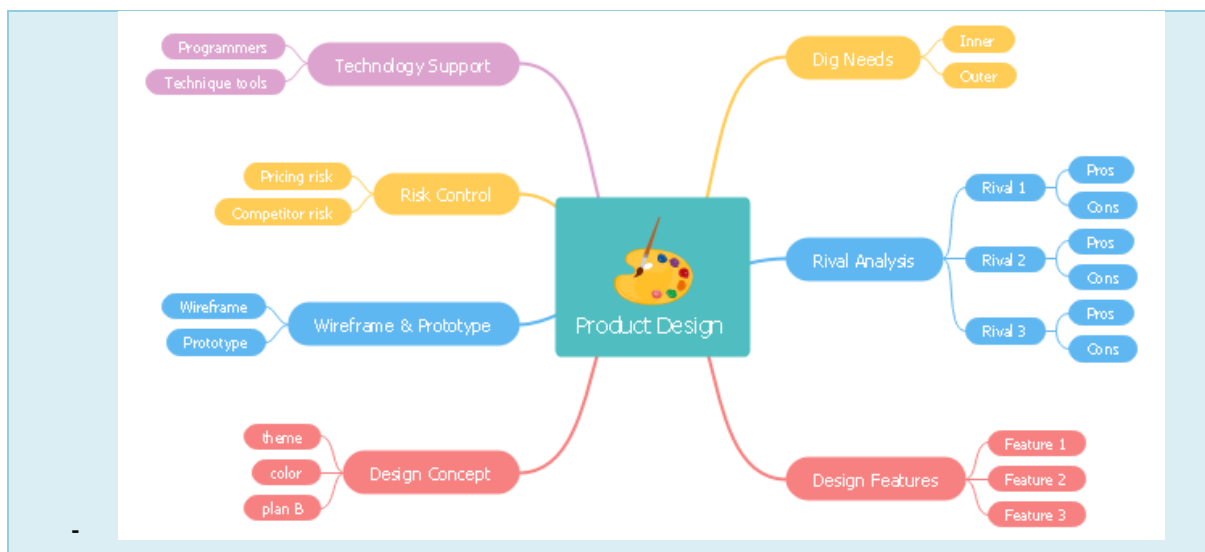 Programmers
Technique tools
Technology Support
Pricing risk
Competitor risk
Risk Control
Wireframe
Prototype
Wireframe & Prototype
theme
color
plan B
Design Concept
Product Design
Dig Needs
Inner
Outer
Rival Analysis
Rival 1
Pros
Cons
Rival 2
Pros
Cons
Rival 3
Pros
Cons
Design Features
Feature 1
Feature 2
Feature 3
-